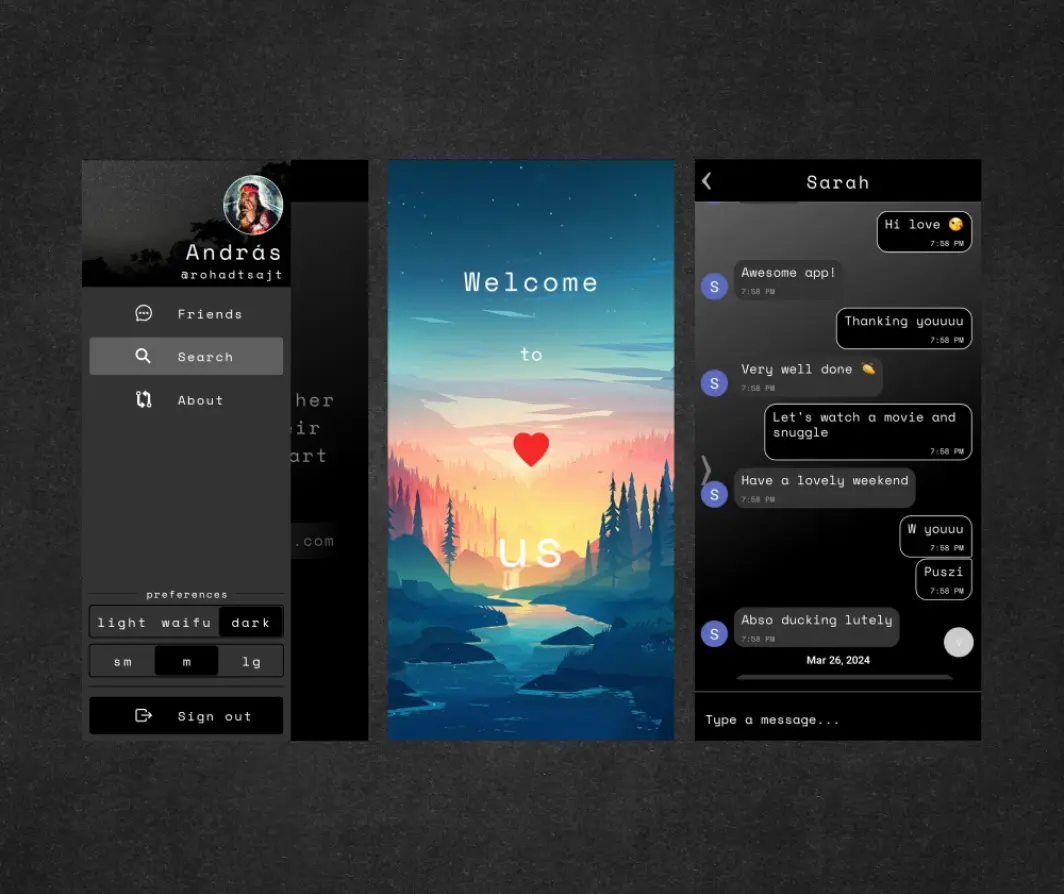 András
@rohadtsajt
Friends
Search
About
her
eir
art
.com
preferences
light waifu dark
sm m lg
Sign out
Welcome
to
us
Sarah
Hi love 😘
7:58 PM
S
Awesome app!
7:58 PM
Thanking youuuu
7:58 PM
S
Very well done 🍆
7:58 PM
Let's watch a movie and
snuggle
7:58 PM
S
Have a lovely weekend
7:58 PM
W youuu
7:58 PM
Puszi
7:58 PM
S
Abso ducking lutely
7:58 PM
Mar 26, 2024
Type a message...